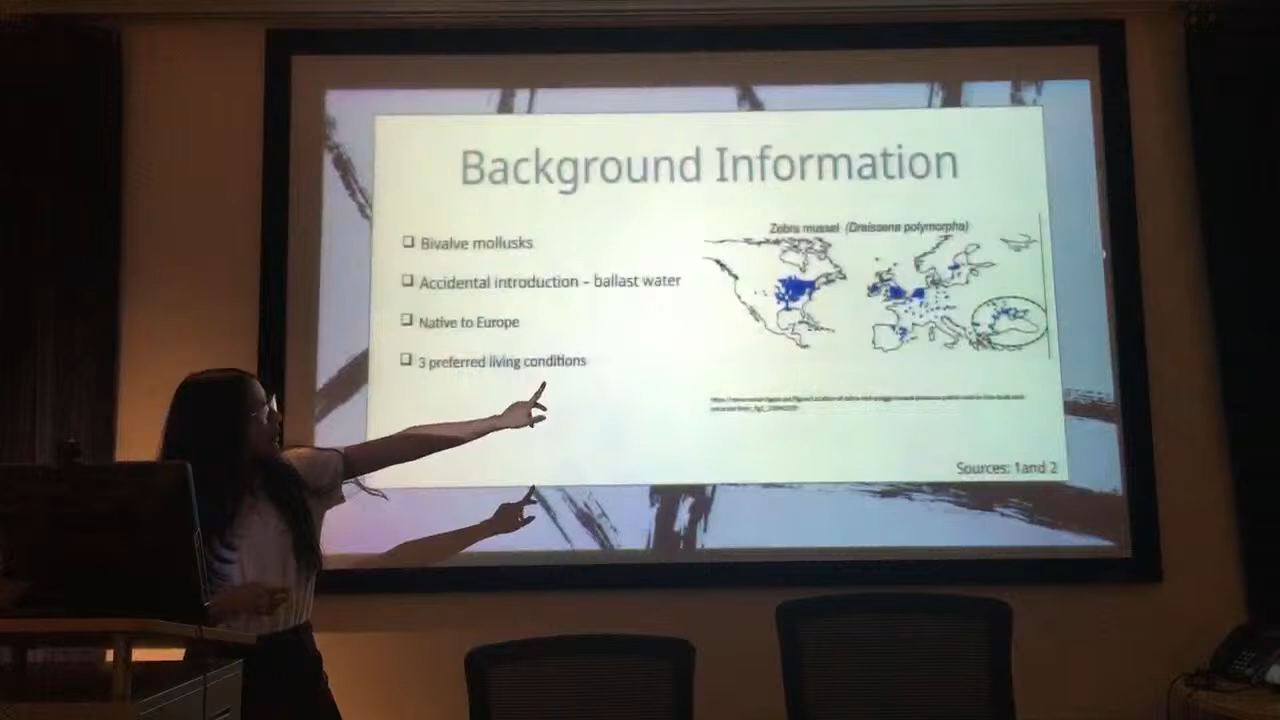 Background Information
Bivalve mollusks
Accidental introduction – ballast water
Native to Europe
3 preferred living conditions
Zebra mussel (Dreissena polymorpha)
Sources: 1and 2